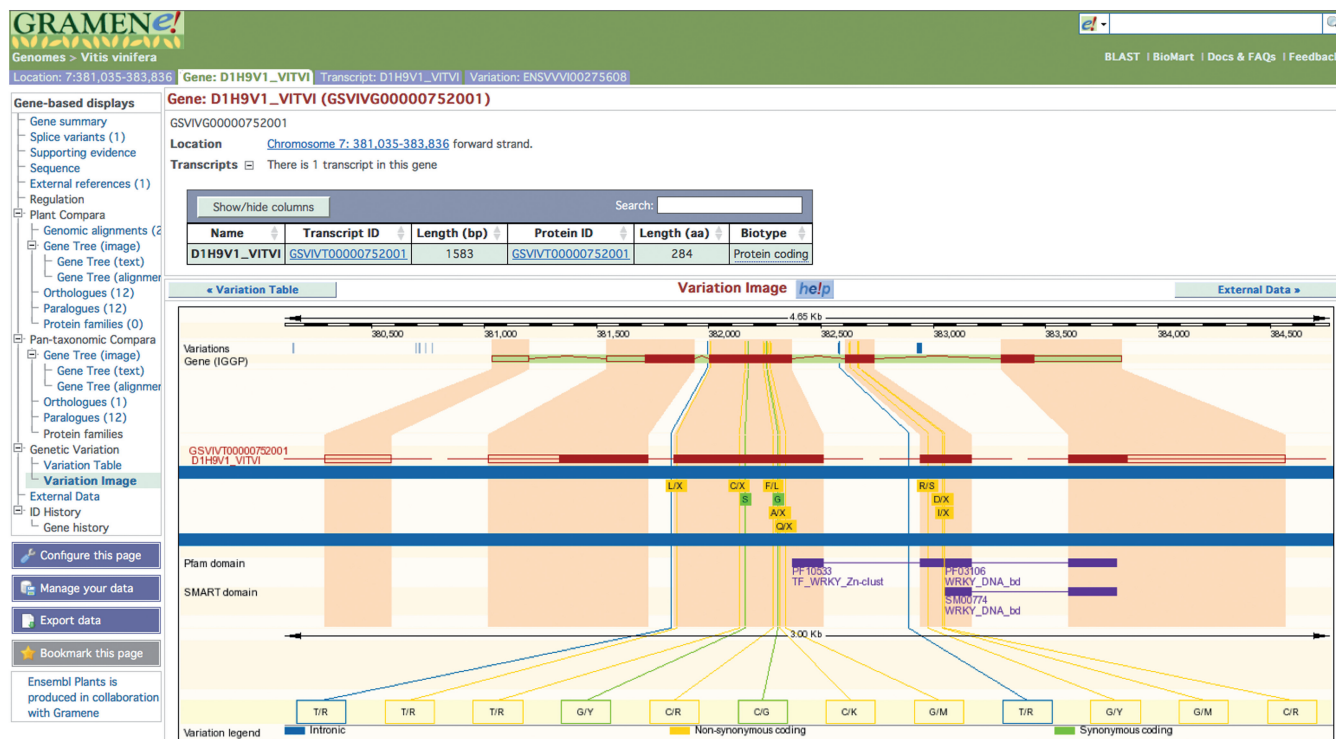 GRAMENE!
e!
Genomes > Vitis vinifera
BLAST | BioMart | Docs & FAQs | Feedback
Location: 7:381,035-383,836 Gene: D1H9V1_VITVI Transcript: D1H9V1_VITVI Variation: ENSVVVI00275608
Gene-based displays
Gene summary
Splice variants (1)
Supporting evidence
Sequence
External references (1)
Regulation
Plant Compara
Genomic alignments (2
Gene Tree (image)
Gene Tree (text)
Gene Tree (alignmer
Orthologues (12)
Paralogues (12)
Protein families (0)
Pan-taxonomic Compara
Gene Tree (image)
Gene Tree (text)
Gene Tree (alignmer
Orthologues (1)
Paralogues (12)
Protein families
Genetic Variation
Variation Table
Variation Image
External Data
ID History
Gene history
Configure this page
Manage your data
Export data
Bookmark this page
Ensembl Plants is
produced in collaboration
with Gramene
Gene: D1H9V1_VITVI (GSVIVG00000752001)
GSVIVG00000752001
Location Chromosome 7: 381,035-383,836 forward strand.
Transcripts There is 1 transcript in this gene
Show/hide columns Search:
Name Transcript ID Length (bp) Protein ID Length (aa) Biotype
D1H9V1_VITVI GSVIVT00000752001 1583 GSVIVT00000752001 284 Protein coding
« Variation Table Variation Image he!p External Data »
4.65 Kb
380,500 381,000 381,500 382,000 382,500 383,000 383,500 384,000 384,500
Variations
Gene (IGGP)
GSVIVT00000752001
D1H9V1_VITVI
L/X C/X F/L R/S
S G D/X
A/X I/X
Q/X
Pfam domain
PF10533 PF03106
TF_WRKY_Zn-clust WRKY_DNA_bd
SMART domain
SM00774
WRKY_DNA_bd
3.00 Kb
T/R T/R T/R G/Y C/R C/G C/K G/M T/R G/Y G/M C/R
Variation legend Intronic Non-synonymous coding Synonymous coding